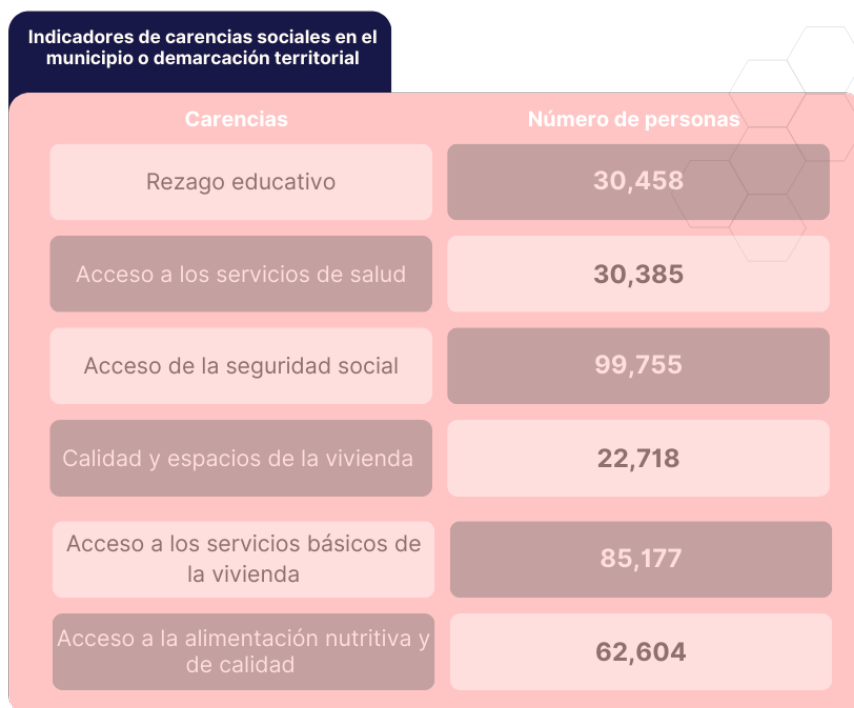 Indicadores de carencias sociales en el
municipio o demarcación territorial
Carencias Número de personas
Rezago educativo 30,458
Acceso a los servicios de salud 30,385
Acceso de la seguridad social 99,755
Calidad y espacios de la vivienda 22,718
Acceso a los servicios básicos de
la vivienda 85,177
Acceso a la alimentación nutritiva y
de calidad 62,604